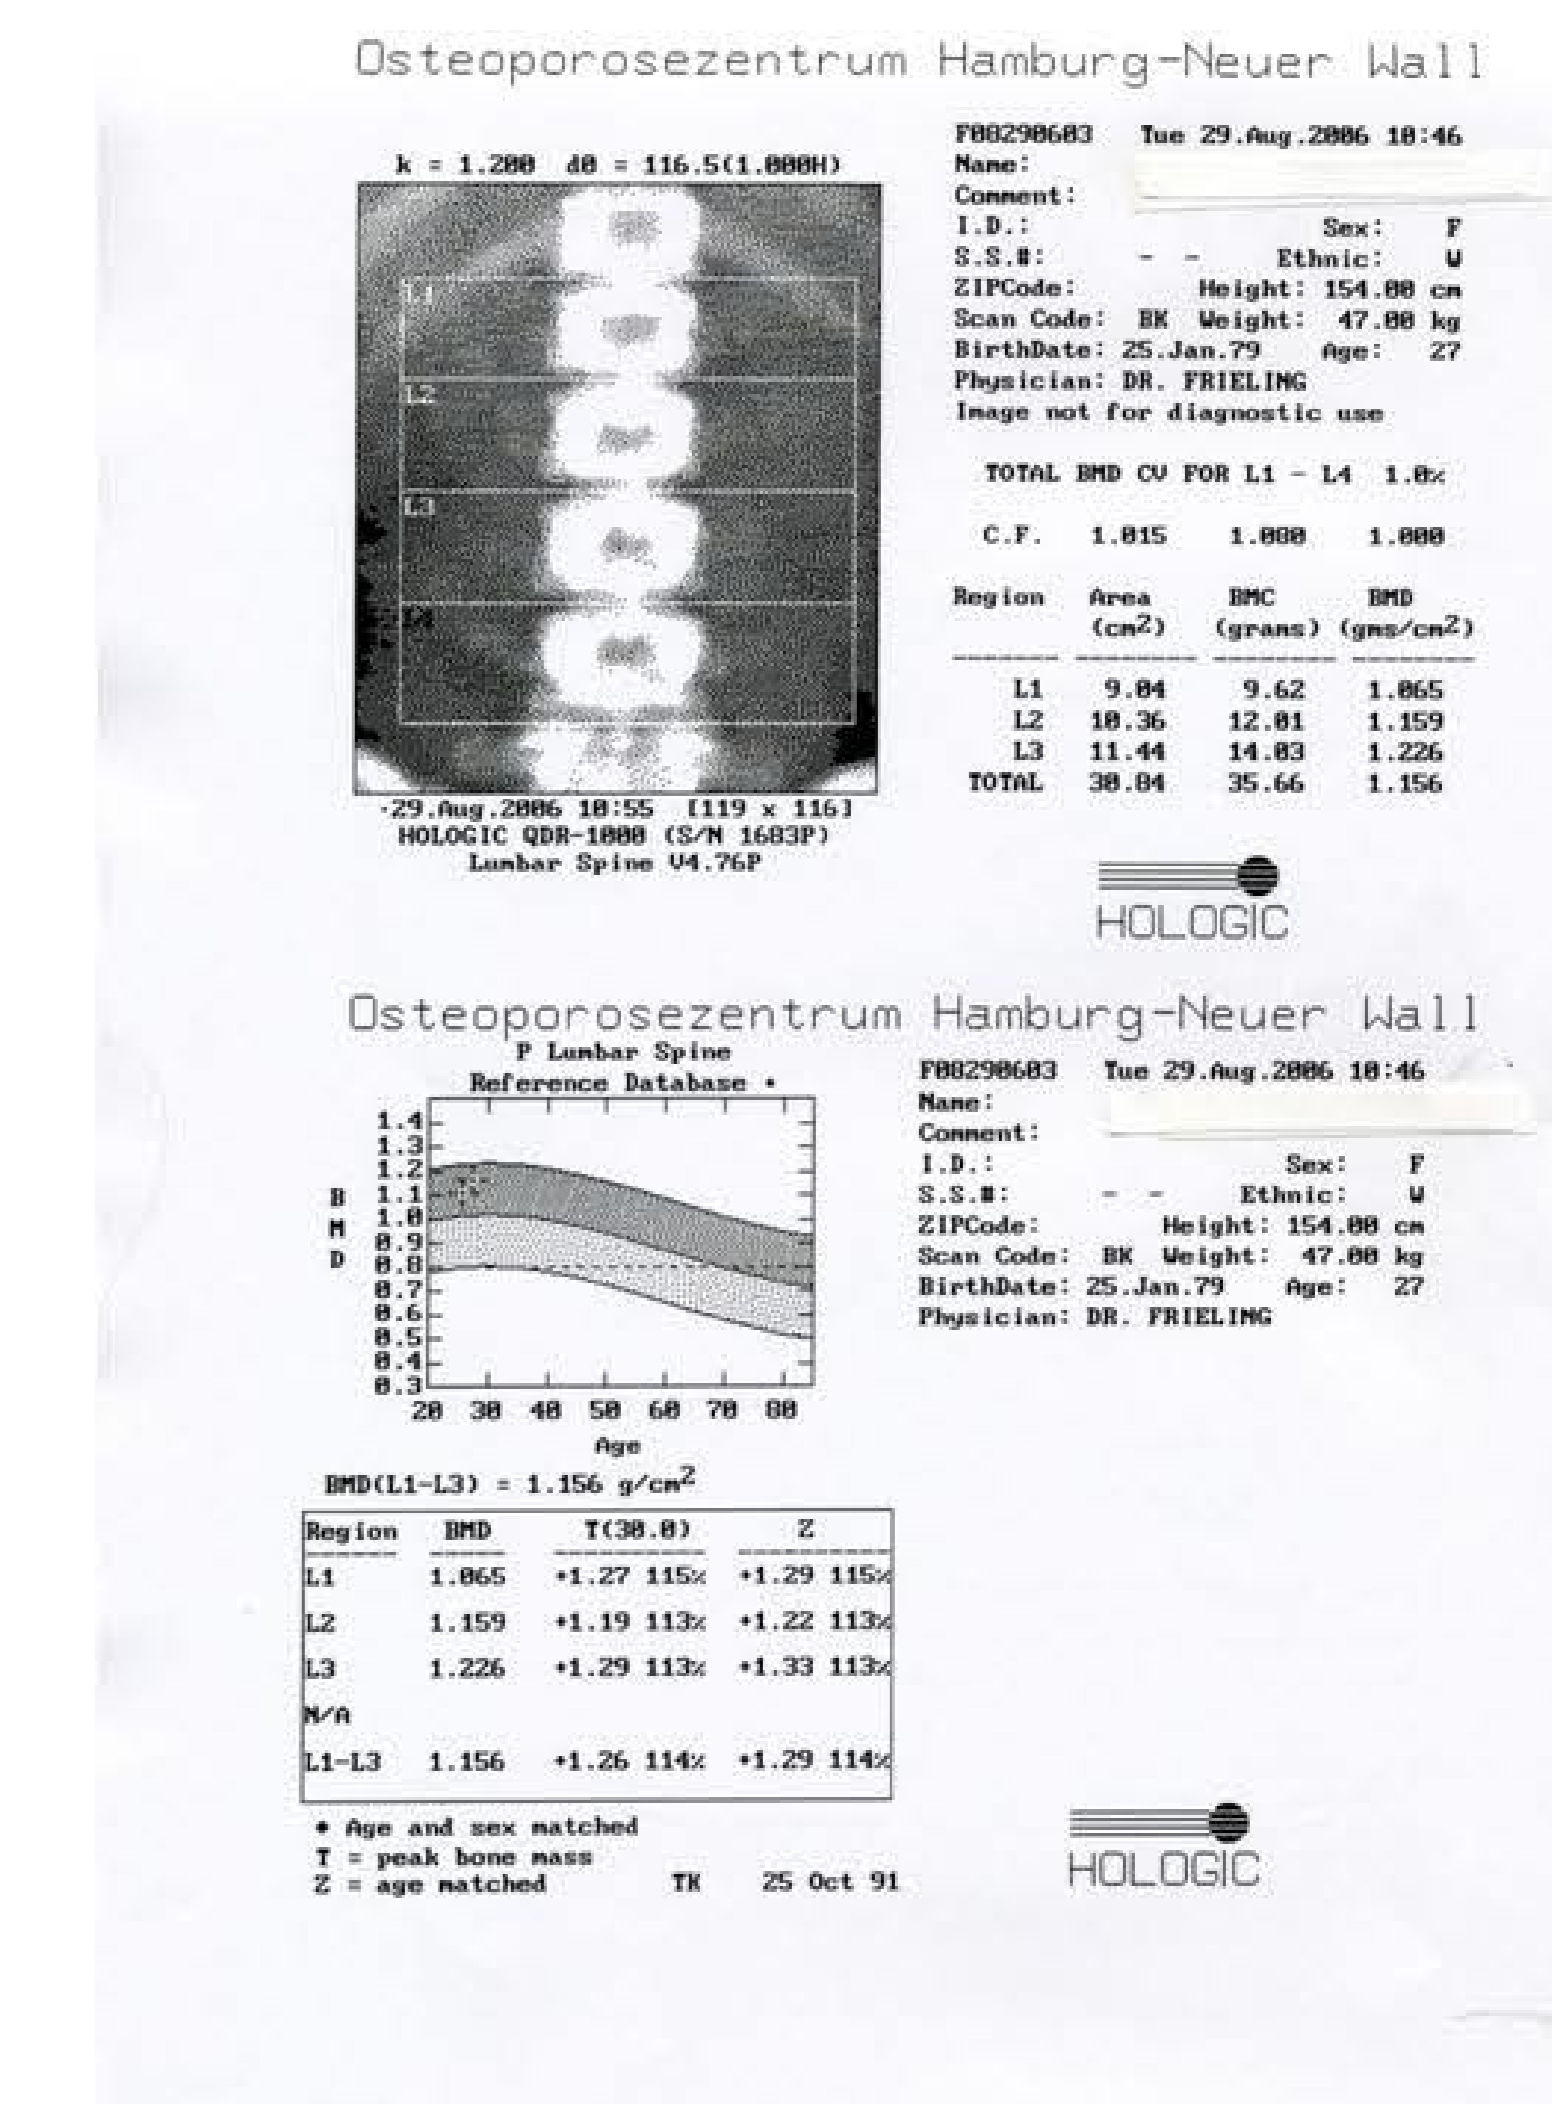 Osteoporosezentrum Hamburg-Neuer Wall
k = 1.200 d0 = 116.5(1.000H)
L1
L2
L3
L4
·29.Aug.2006 10:55 [119 x 116]
HOLOGIC QDR-1000 (S/N 1683P)
Lumbar Spine V4.76P
F08290603 Tue 29.Aug.2006 10:46
Name:
Comment:
I.D.: Sex: F
S.S.#: - - Ethnic: W
ZIPCode: Height: 154.00 cm
Scan Code: BK Weight: 47.00 kg
BirthDate: 25.Jan.79 Age: 27
Physician: DR. FRIELING
Image not for diagnostic use
TOTAL BMD CV FOR L1 - L4 1.0%
C.F. 1.015 1.000 1.000
Region Area BMC BMD
(cm2) (grams) (gms/cm2)
L1 9.04 9.62 1.065
L2 10.36 12.01 1.159
L3 11.44 14.03 1.226
TOTAL 30.84 35.66 1.156
HOLOGIC
Osteoporosezentrum Hamburg-Neuer Wall
P Lumbar Spine
Reference Database •
1.4
1.3
1.2
1.1
1.0
0.9
0.8
0.7
0.6
0.5
0.4
0.3
BMD
20 30 40 50 60 70 80
Age
F08290603 Tue 29.Aug.2006 10:46
Name:
Comment:
I.D.: Sex: F
S.S.#: - - Ethnic: W
ZIPCode: Height: 154.00 cm
Scan Code: BK Weight: 47.00 kg
BirthDate: 25.Jan.79 Age: 27
Physician: DR. FRIELING
BMD(L1-L3) = 1.156 g/cm2
Region BMD T(30.0) Z
L1 1.065 +1.27 115% +1.29 115%
L2 1.159 +1.19 113% +1.22 113%
L3 1.226 +1.29 113% +1.33 113%
N/A
L1-L3 1.156 +1.26 114% +1.29 114%
• Age and sex matched
T = peak bone mass
Z = age matched TK 25 Oct 91
HOLOGIC